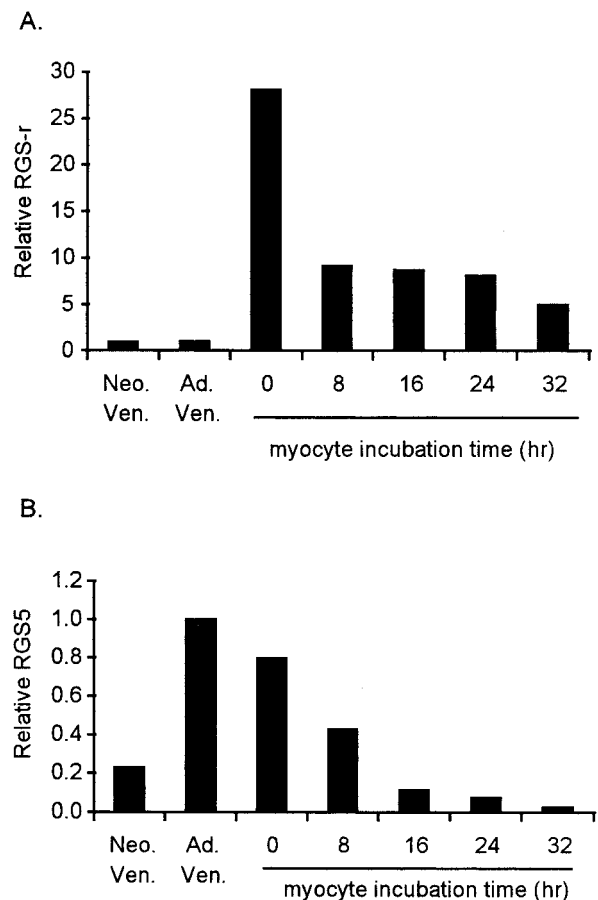 A.
Relative RGS-r
30
25
20
15
10
5
0
Neo. Ven.
Ad. Ven.
0 8 16 24 32
myocyte incubation time (hr)
B.
Relative RGS5
1.2
1.0
0.8
0.6
0.4
0.2
0.0
Neo. Ven.
Ad. Ven.
0 8 16 24 32
myocyte incubation time (hr)